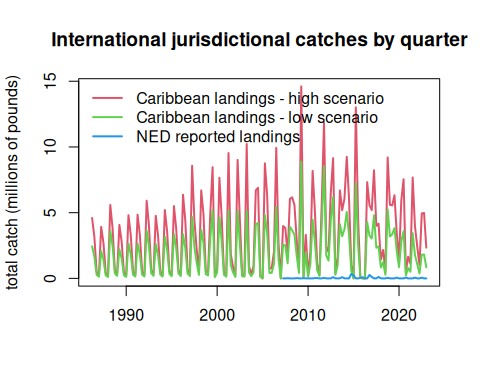 International jurisdictional catches by quarter
total catch (millions of pounds)
15
10
5
0
Caribbean landings - high scenario
Caribbean landings - low scenario
NED reported landings
1990
2000
2010
2020